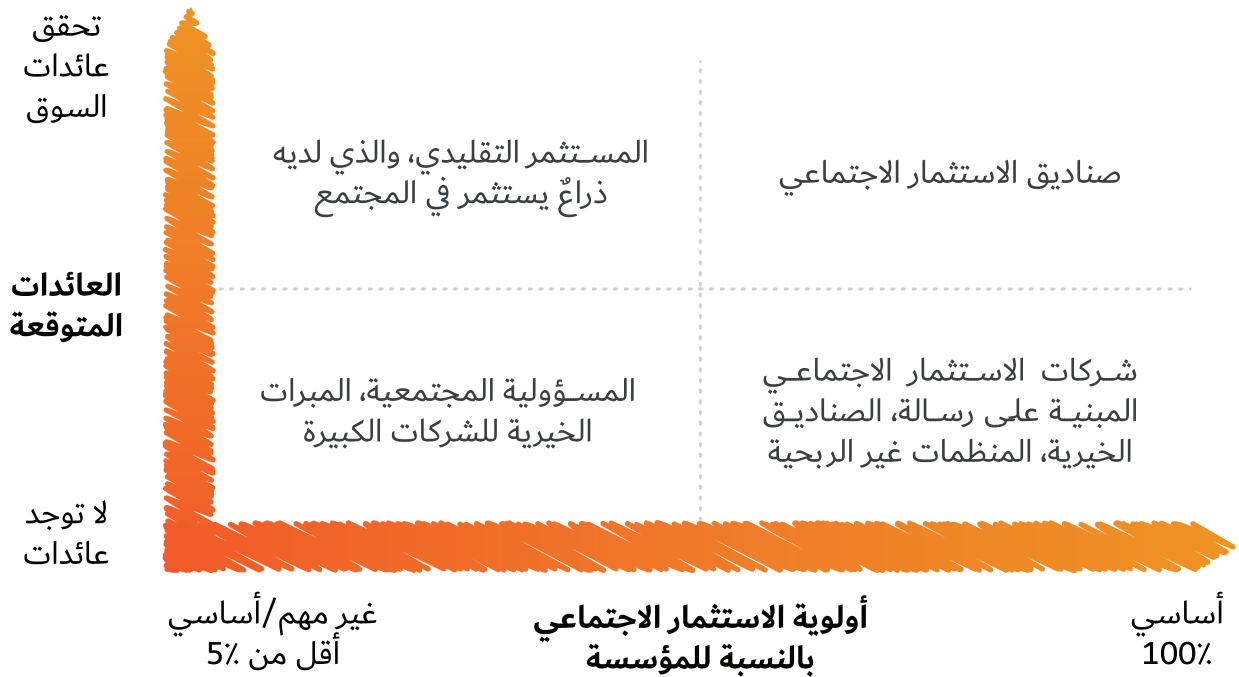 تحقق
عائدات
السوق
المستثمر التقليدي، والذي لديه
ذراعٌ يستثمر في المجتمع
صناديق الاستثمار الاجتماعي
العائدات
المتوقعة
المسؤولية المجتمعية، المبرات
الخيرية للشركات الكبيرة
شركات الاستثمار الاجتماعي
المبنية على رسالة، الصناديق
الخيرية، المنظمات غير الربحية
لا توجد
عائدات
غير مهم/أساسي
أقل من 5٪
أولوية الاستثمار الاجتماعي
بالنسبة للمؤسسة
أساسي
100٪